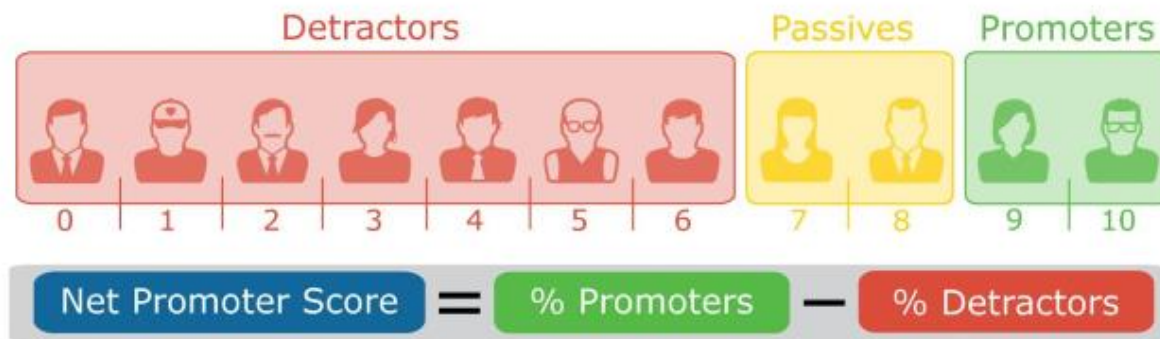 Detractors Passives Promoters
0 1 2 3 4 5 6 7 8 9 10
Net Promoter Score = % Promoters — % Detractors